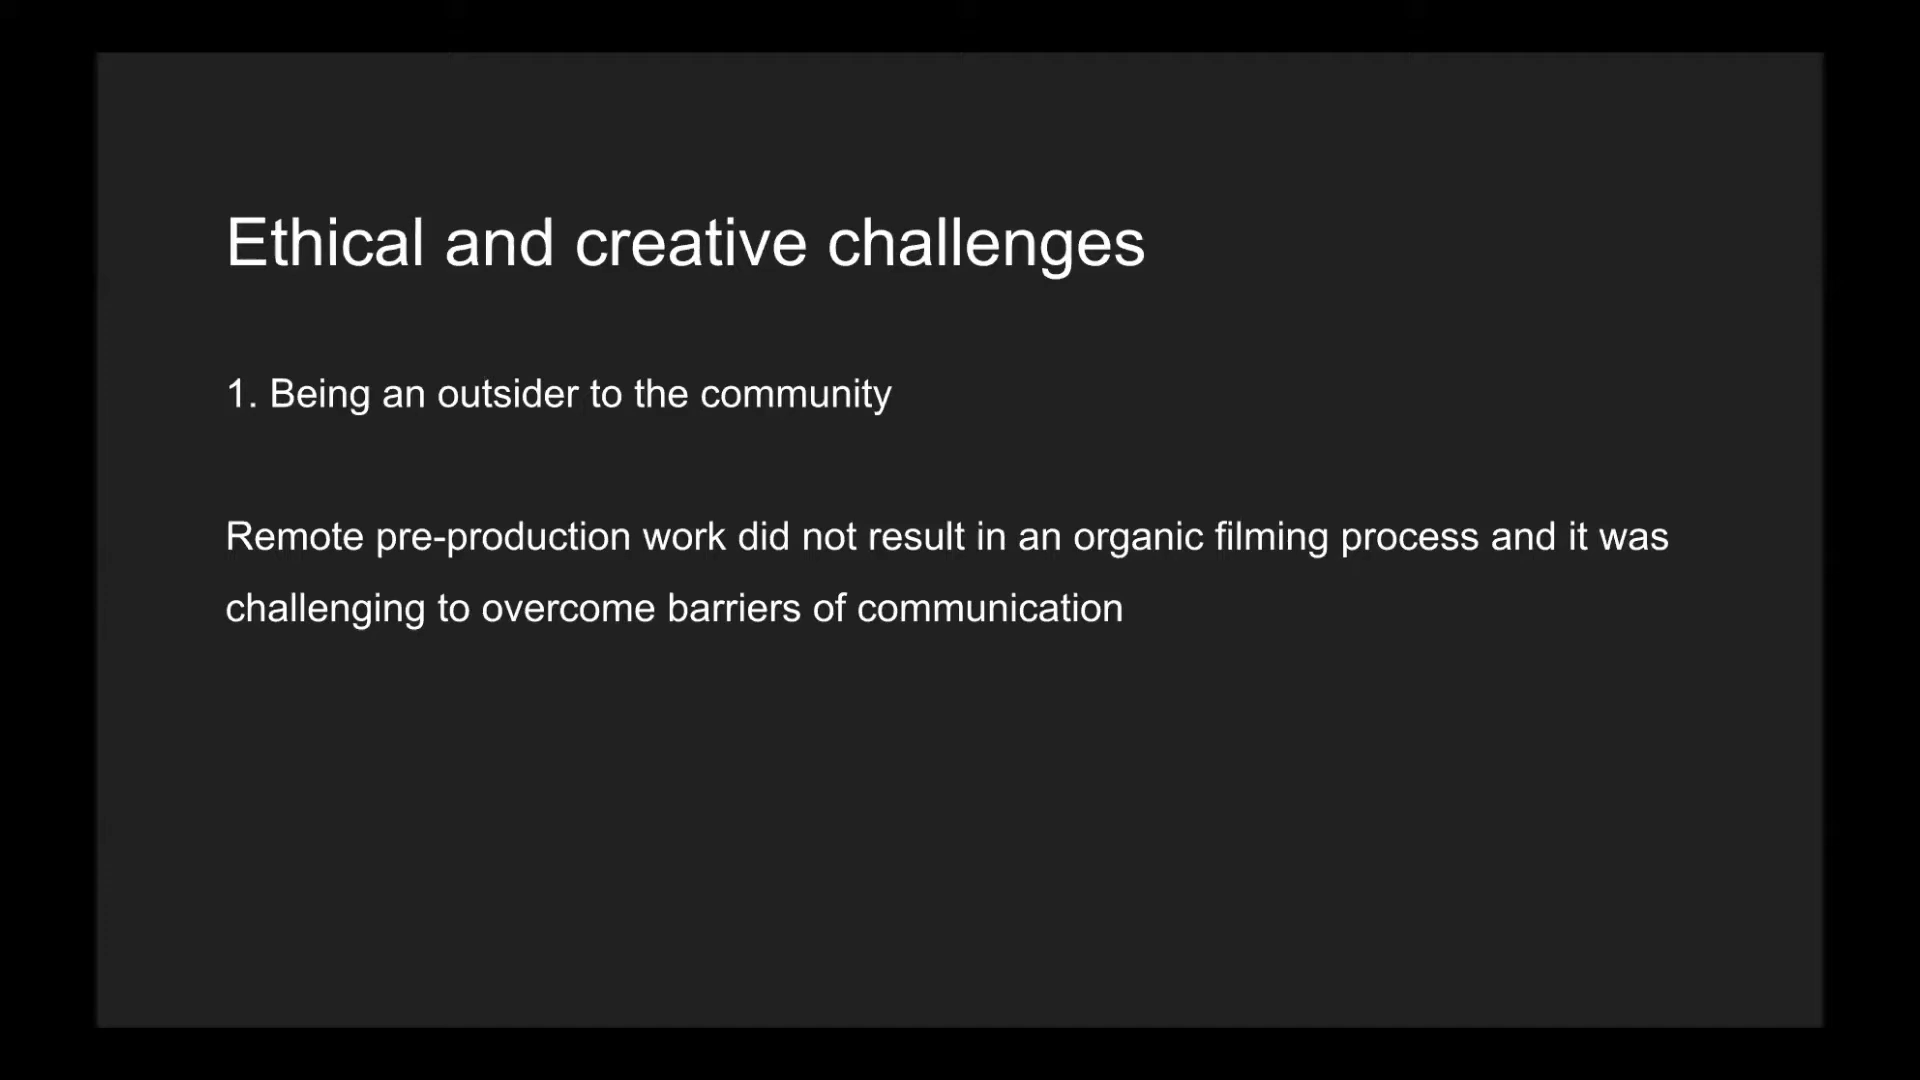 Ethical and creative challenges
1. Being an outsider to the community
Remote pre-production work did not result in an organic filming process and it was
challenging to overcome barriers of communication